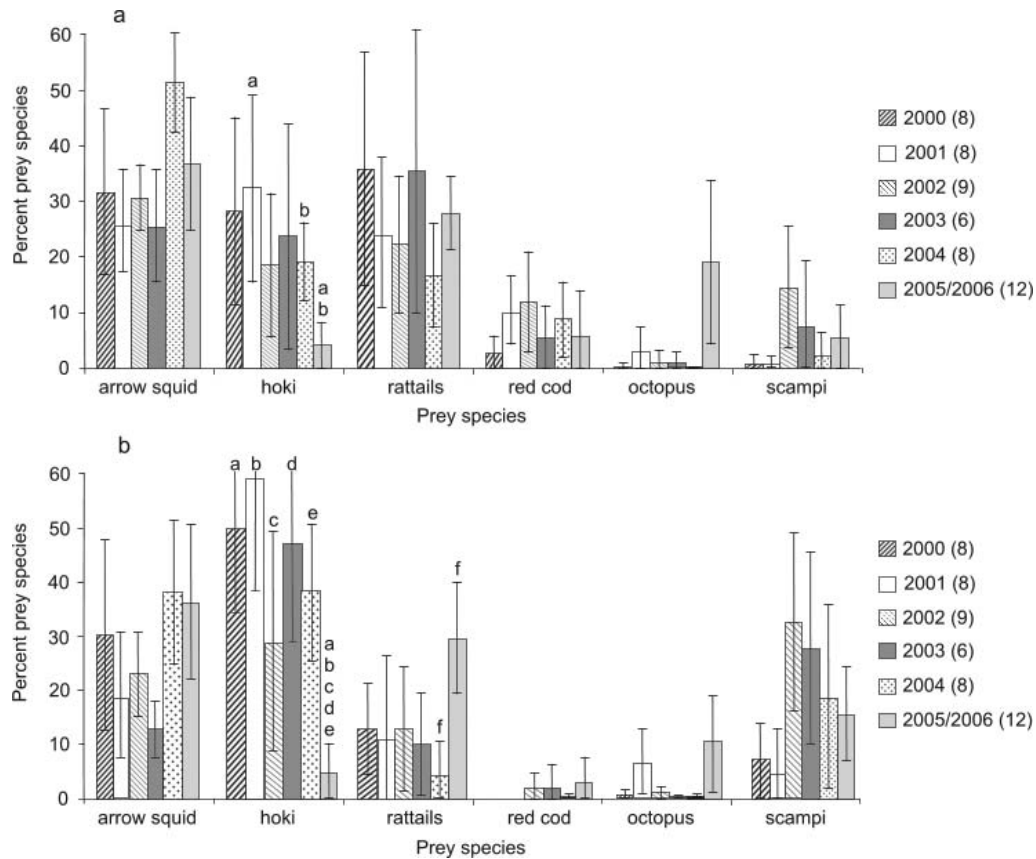 a
Percent prey species
60
50
40
30
20
10
0
a
b
a
b
arrow squid hoki rattails red cod octopus scampi
Prey species
2000 (8)
2001 (8)
2002 (9)
2003 (6)
2004 (8)
2005/2006 (12)
b
Percent prey species
60
50
40
30
20
10
0
a b d
c e
a
b
c
d
e
f
f
arrow squid hoki rattails red cod octopus scampi
Prey species
2000 (8)
2001 (8)
2002 (9)
2003 (6)
2004 (8)
2005/2006 (12)